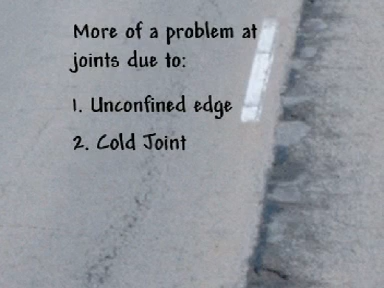 More of a problem at
joints due to:
1. Unconfined edge
2. Cold Joint